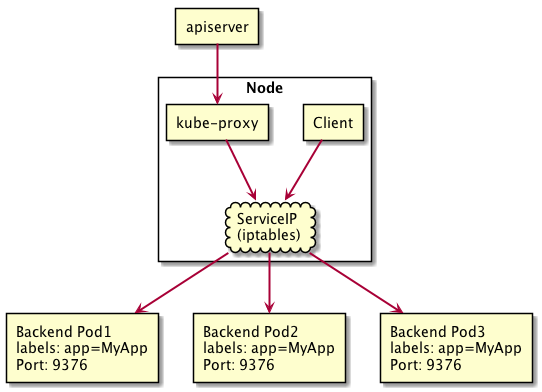 apiserver
Node
kube-proxy
Client
ServiceIP
(iptables)
Backend Pod1
labels: app=MyApp
Port: 9376
Backend Pod2
labels: app=MyApp
Port: 9376
Backend Pod3
labels: app=MyApp
Port: 9376